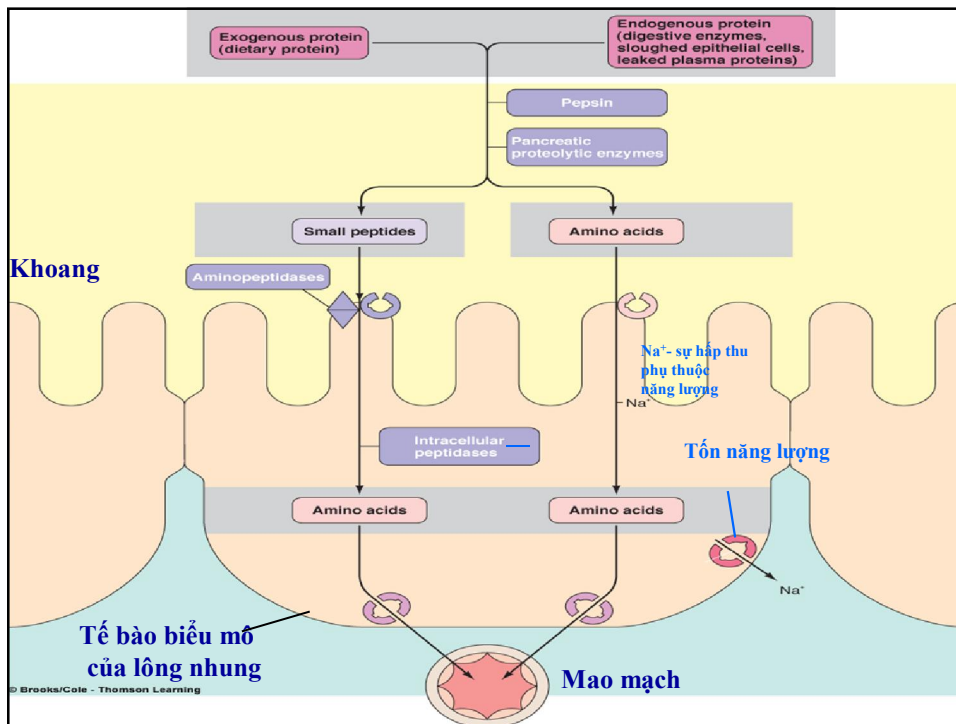 Exogenous protein
(dietary protein)
Endogenous protein
(digestive enzymes,
sloughed epithelial cells,
leaked plasma proteins)
Pepsin
Pancreatic
proteolytic enzymes
Small peptides
Amino acids
Khoang
Aminopeptidases
Na⁺- sự hấp thu
phụ thuộc
năng lượng
Na⁺
Intracellular
peptidases
Tốn năng lượng
Amino acids
Amino acids
Na⁺
Tế bào biểu mô
của lông nhung
Mao mạch
© Brooks/Cole - Thomson Learning